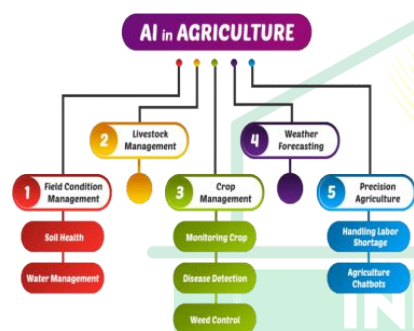 AI in AGRICULTURE
2
Livestock
Management
4
Weather
Forecasting
1
Field Condition
Management
3
Crop
Management
5
Precision
Agriculture
Soil Health
Monitoring Crop
Handling Labor
Shortage
Water Management
Disease Detection
Agriculture
Chatbots
Weed Control
IN